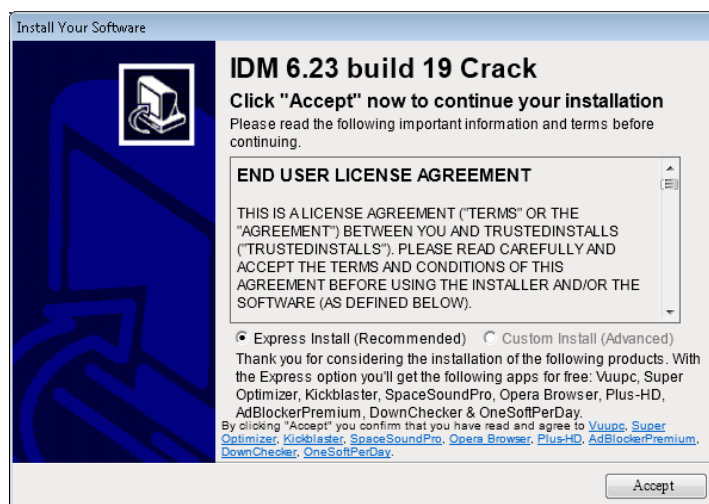 Install Your Software
IDM 6.23 build 19 Crack
Click "Accept" now to continue your installation
Please read the following important information and terms before
continuing.
END USER LICENSE AGREEMENT
THIS IS A LICENSE AGREEMENT ("TERMS" OR THE
"AGREEMENT") BETWEEN YOU AND TRUSTEDINSTALLS
("TRUSTEDINSTALLS"). PLEASE READ CAREFULLY AND
ACCEPT THE TERMS AND CONDITIONS OF THIS
AGREEMENT BEFORE USING THE INSTALLER AND/OR THE
SOFTWARE (AS DEFINED BELOW).
Express Install (Recommended) Custom Install (Advanced)
Thank you for considering the installation of the following products. With
the Express option you'll get the following apps for free: Vuupc, Super
Optimizer, Kickblaster, SpaceSoundPro, Opera Browser, Plus-HD,
AdBlockerPremium, DownChecker & OneSoftPerDay.
By clicking "Accept" you confirm that you have read and agree to Vuupc, Super
Optimizer, Kickblaster, SpaceSoundPro, Opera Browser, Plus-HD, AdBlockerPremium,
DownChecker, OneSoftPerDay.
Accept